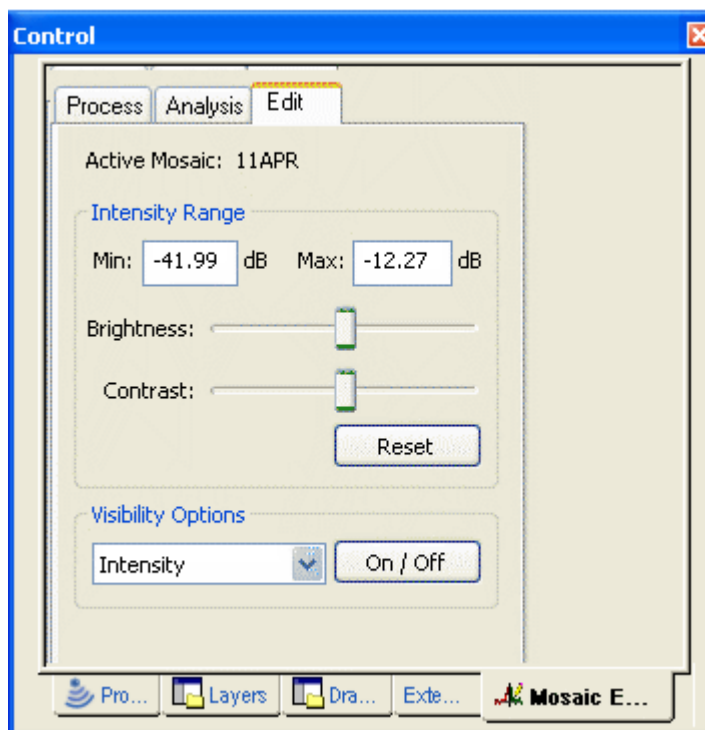 Control
Process Analysis Edit
Active Mosaic: 11APR
Intensity Range
Min: -41.99 dB Max: -12.27 dB
Brightness:
Contrast:
Reset
Visibility Options
Intensity On / Off
Pro... Layers Dra... Exte... Mosaic E...